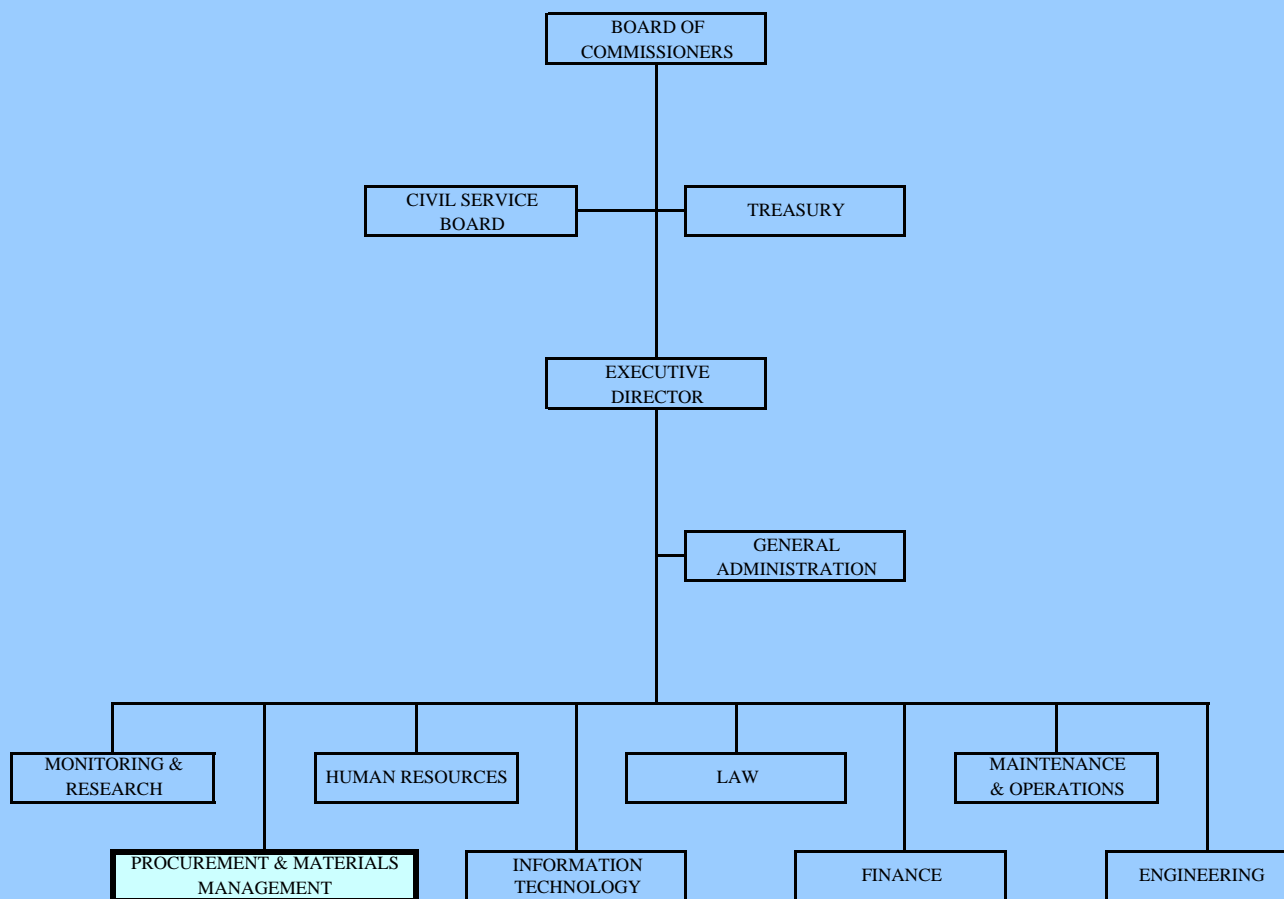 BOARD OF
COMMISSIONERS
CIVIL SERVICE
BOARD
TREASURY
EXECUTIVE
DIRECTOR
GENERAL
ADMINISTRATION
MONITORING &
RESEARCH
HUMAN RESOURCES
LAW
MAINTENANCE
& OPERATIONS
PROCUREMENT & MATERIALS
MANAGEMENT
INFORMATION
TECHNOLOGY
FINANCE
ENGINEERING